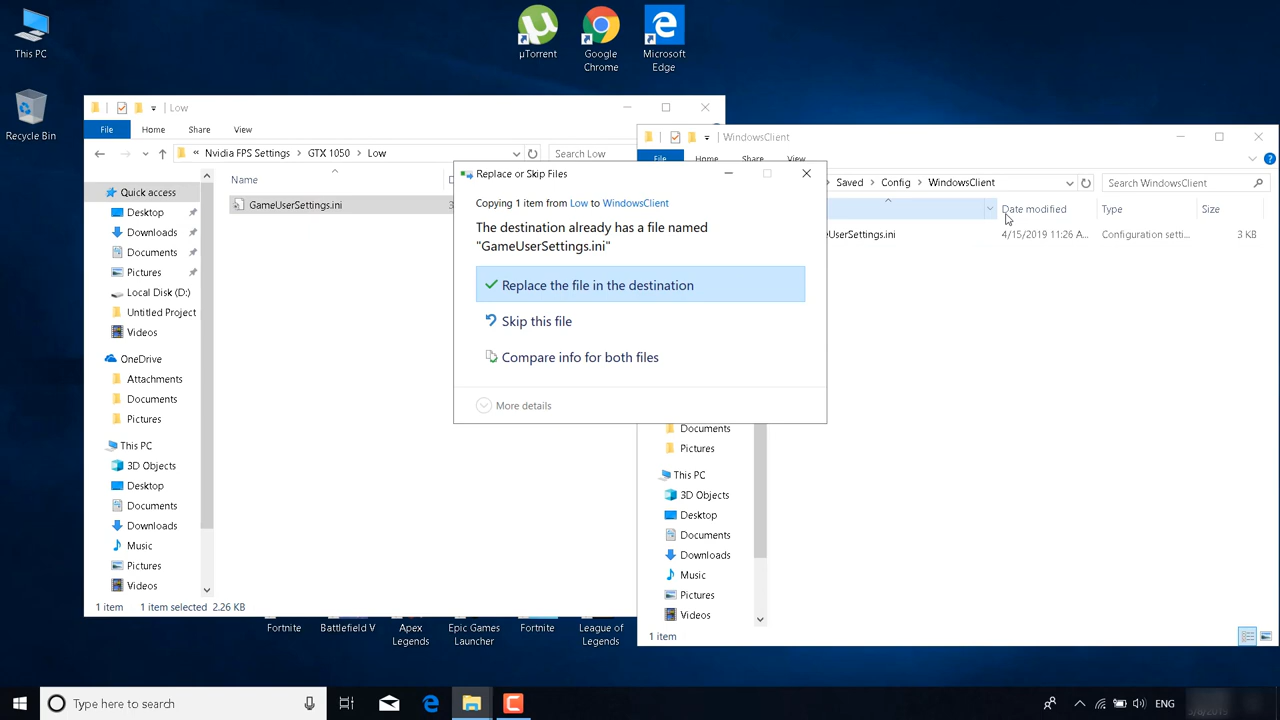 This PC
Recycle Bin
µTorrent
Google
Chrome
Microsoft
Edge
Low
File
Home
Share
View
« Nvidia FPS Settings > GTX 1050 > Low
Search Low
Name
GameUserSettings.ini
Quick access
Desktop
Downloads
Documents
Pictures
Local Disk (D:)
Untitled Project
Videos
OneDrive
Attachments
Documents
Pictures
This PC
3D Objects
Desktop
Documents
Downloads
Music
Pictures
Videos
1 item
1 item selected 2.26 KB
Replace or Skip Files
Copying 1 item from Low to WindowsClient
The destination already has a file named
"GameUserSettings.ini"
Replace the file in the destination
Skip this file
Compare info for both files
More details
WindowsClient
File
Home
Share
View
> Saved > Config > WindowsClient
Search WindowsClient
Date modified
Type
Size
UserSettings.ini
4/15/2019 11:26 A...
Configuration setti...
3 KB
Documents
Pictures
This PC
3D Objects
Desktop
Documents
Downloads
Music
Pictures
Videos
1 item
Fortnite
Battlefield V
Apex
Legends
Epic Games
Launcher
Fortnite
League of
Legends
Type here to search
ENG